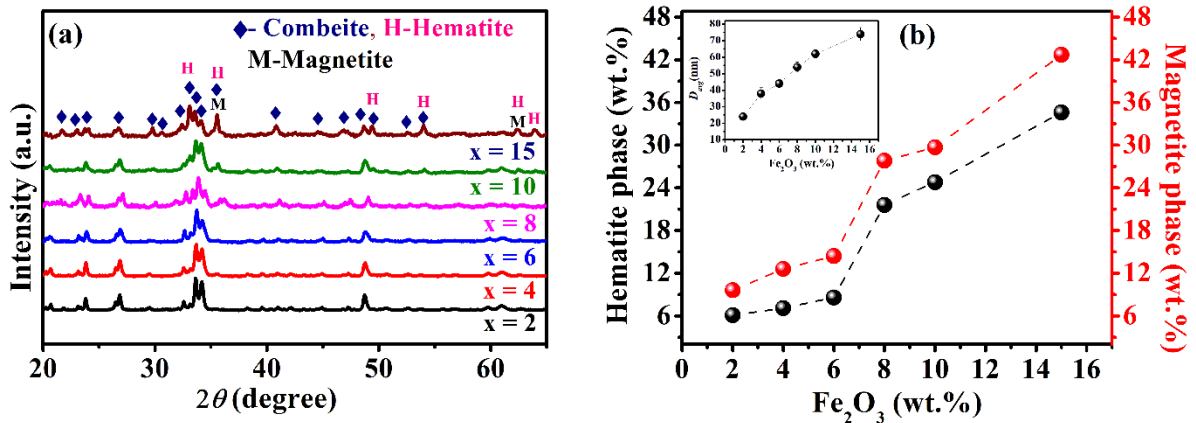 (a)
◆- Combeite, H-Hematite
M-Magnetite
H
H
M
H
H
H
M
H
x = 15
x = 10
x = 8
x = 6
x = 4
x = 2
Intensity (a.u.)
20 30 40 50 60
2θ (degree)
(b)
Hematite phase (wt.%)
48
42
36
30
24
18
12
6
0 2 4 6 8 10 12 14 16
Fe₂O₃ (wt.%)
Magnetite phase (wt.%)
48
42
36
30
24
18
12
6
D_avg(nm)
80
70
60
50
40
30
20
10
0 2 4 6 8 10 12 14 16
Fe₂O₃ (wt.%)